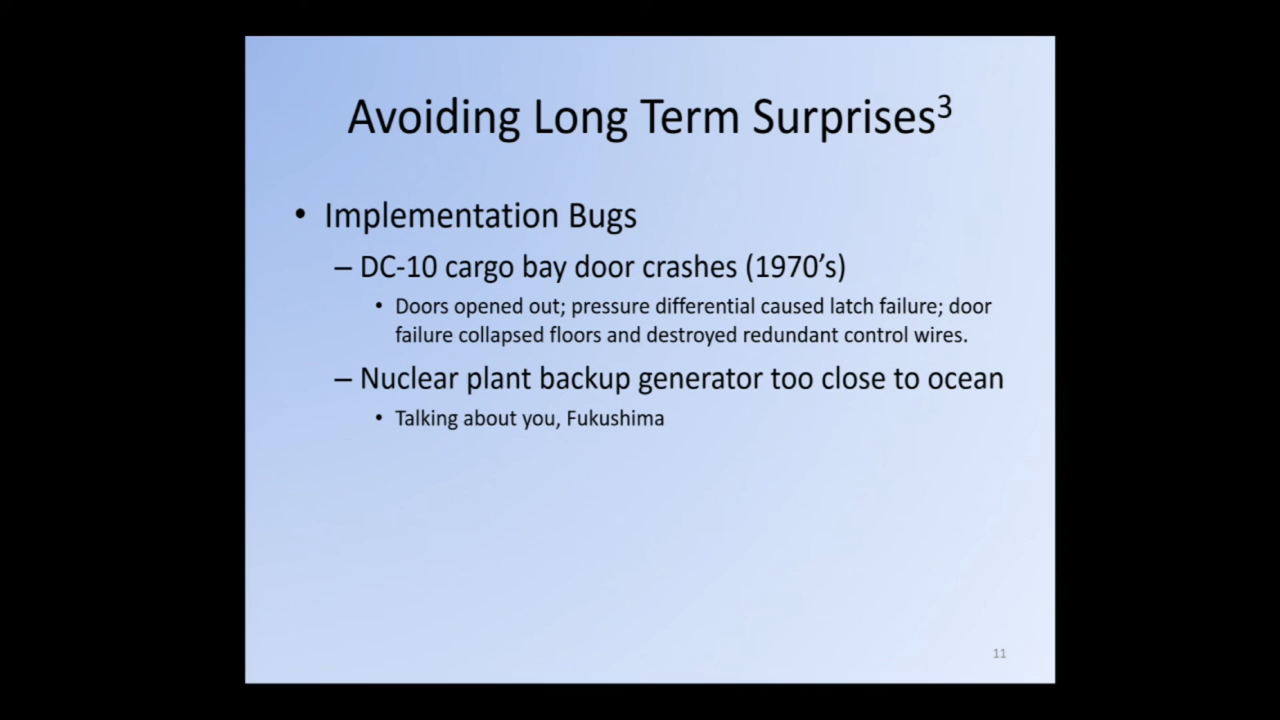 Avoiding Long Term Surprises³
• Implementation Bugs
– DC-10 cargo bay door crashes (1970’s)
• Doors opened out; pressure differential caused latch failure; door
failure collapsed floors and destroyed redundant control wires.
– Nuclear plant backup generator too close to ocean
• Talking about you, Fukushima
11